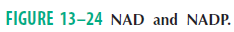 FIGURE 13–24 NAD and NADP.